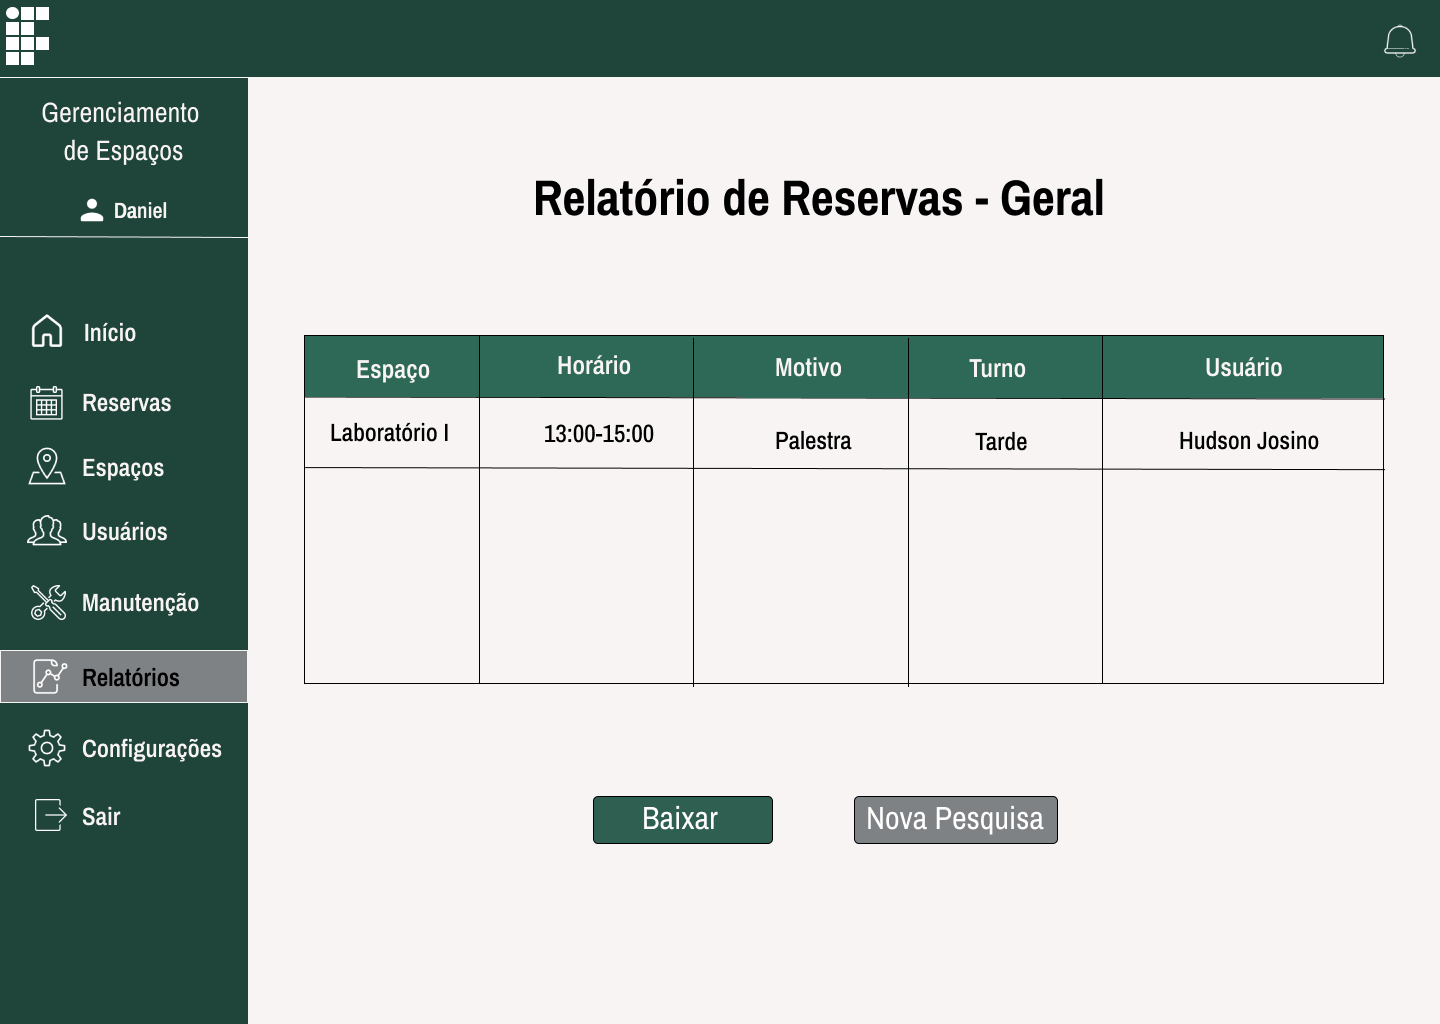 Gerenciamento
de Espaços
Daniel
Início
Reservas
Espaços
Usuários
Manutenção
Relatórios
Configurações
Sair
Relatório de Reservas - Geral
Espaço Horário Motivo Turno Usuário
Laboratório I 13:00-15:00 Palestra Tarde Hudson Josino
Baixar Nova Pesquisa